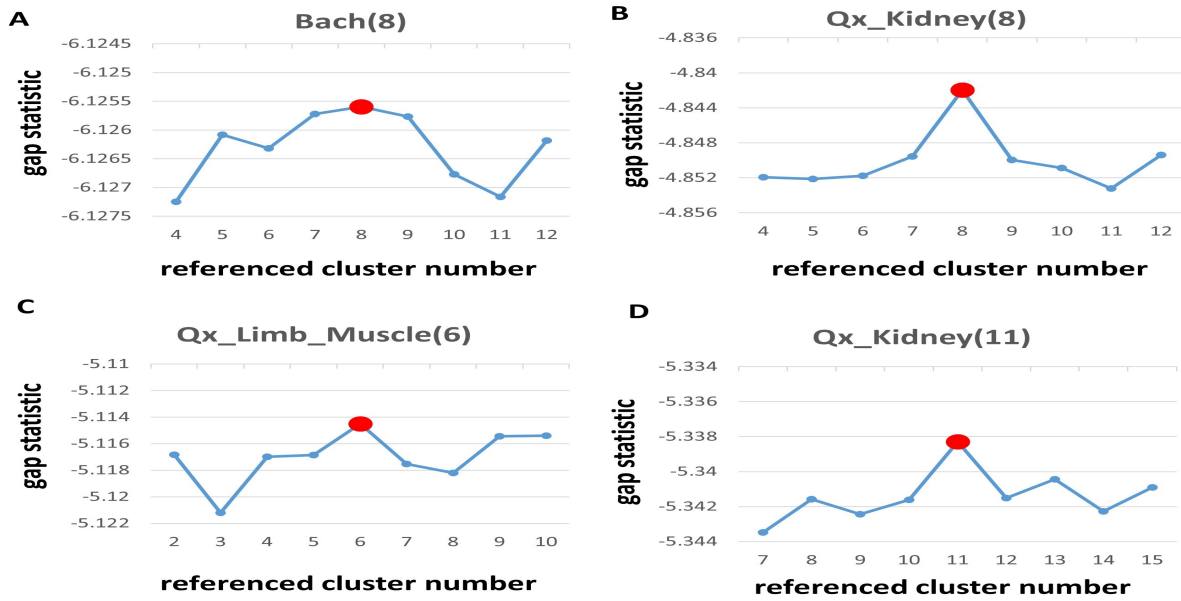 A
Bach(8)
gap statistic
-6.1245
-6.125
-6.1255
-6.126
-6.1265
-6.127
-6.1275
4 5 6 7 8 9 10 11 12
referenced cluster number
B
Qx_Kidney(8)
gap statistic
-4.836
-4.84
-4.844
-4.848
-4.852
-4.856
4 5 6 7 8 9 10 11 12
referenced cluster number
C
Qx_Limb_Muscle(6)
gap statistic
-5.11
-5.112
-5.114
-5.116
-5.118
-5.12
-5.122
2 3 4 5 6 7 8 9 10
referenced cluster number
D
Qx_Kidney(11)
gap statistic
-5.334
-5.336
-5.338
-5.34
-5.342
-5.344
7 8 9 10 11 12 13 14 15
referenced cluster number